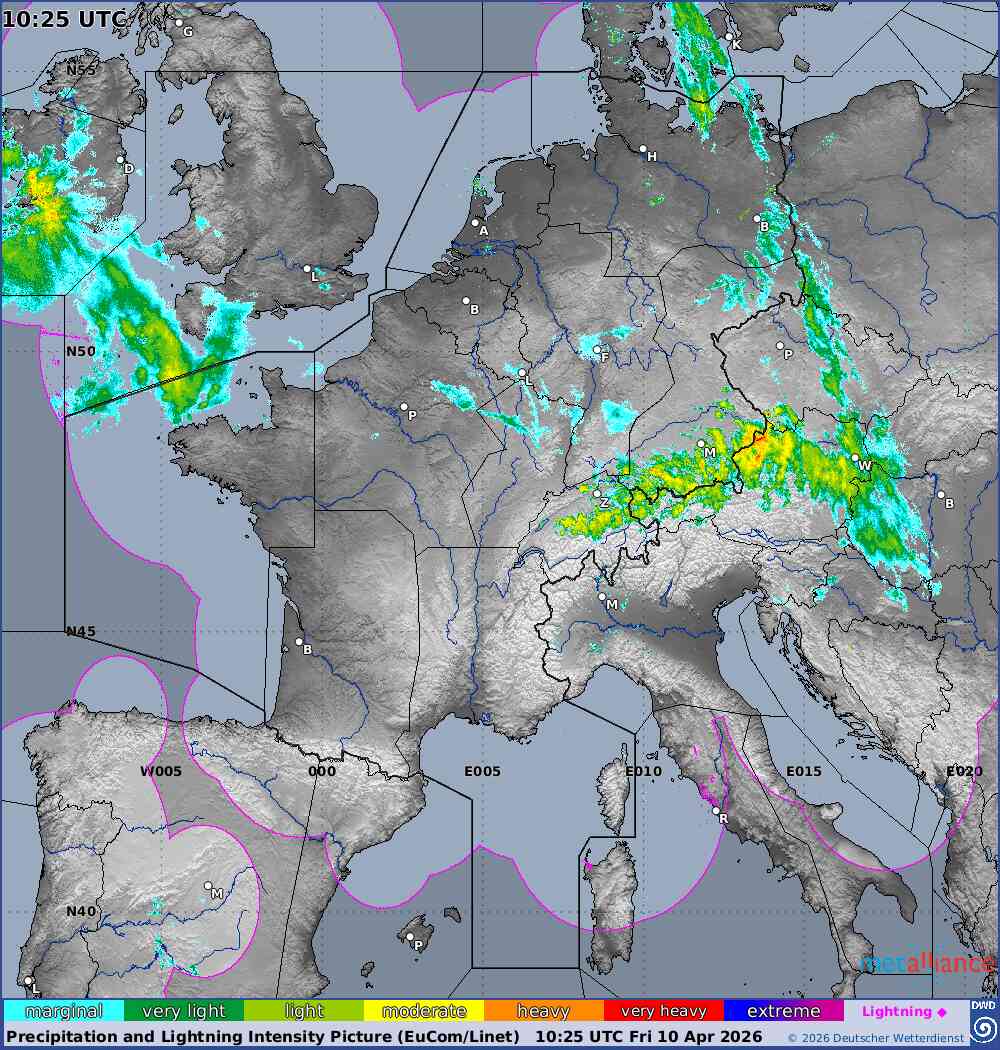 10:25 UTC
G
K
N55
H
D
A
B
L
B
N50
P
F
L
P
M
W
Z
B
M
N45
B
W005
000
E005
E010
E015
E020
R
M
N40
P
metalliance
L
marginal very light light moderate heavy very heavy extreme Lightning ◆
DWD
Precipitation and Lightning Intensity Picture (EuCom/Linet) 10:25 UTC Fri 10 Apr 2026 © 2026 Deutscher Wetterdienst